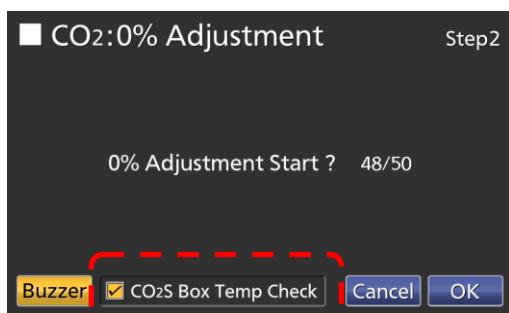 CO2:0% Adjustment Step2
0% Adjustment Start ? 48/50
Buzzer CO2S Box Temp Check Cancel OK